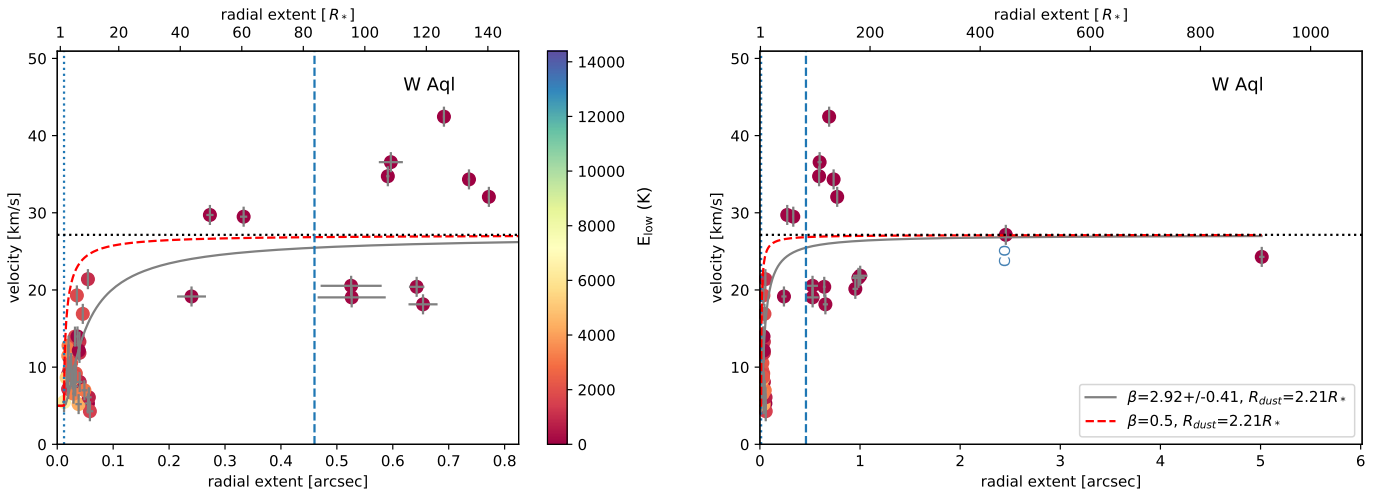 radial extent [R*]
1 20 40 60 80 100 120 140
50
40
30
20
10
0
velocity [km/s]
W Aql
0.0 0.1 0.2 0.3 0.4 0.5 0.6 0.7 0.8
radial extent [arcsec]
14000
12000
10000
8000
6000
4000
2000
0
E_low (K)
radial extent [R*]
1 200 400 600 800 1000
50
40
30
20
10
0
velocity [km/s]
W Aql
CO
β=2.92+/-0.41, R_dust=2.21R*
β=0.5, R_dust=2.21R*
0 1 2 3 4 5 6
radial extent [arcsec]